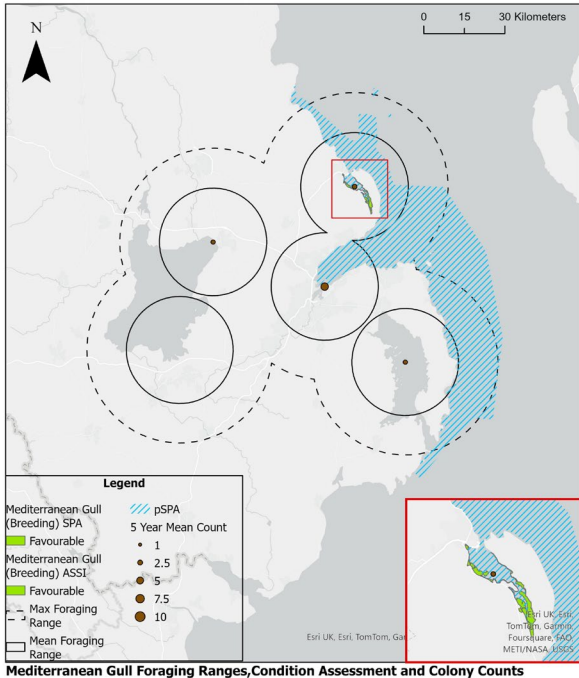 0 15 30 Kilometers
N
Legend
Mediterranean Gull
(Breeding) SPA
Favourable
Mediterranean Gull
(Breeding) ASSI
Favourable
Max Foraging
Range
Mean Foraging
Range
pSPA
5 Year Mean Count
1
2.5
5
7.5
10
Esri UK, Esri, TomTom, Gar
Esri UK, Esri,
TomTom, Garmin,
Foursquare, FAO,
METI/NASA, USGS
Mediterranean Gull Foraging Ranges,Condition Assessment and Colony Counts